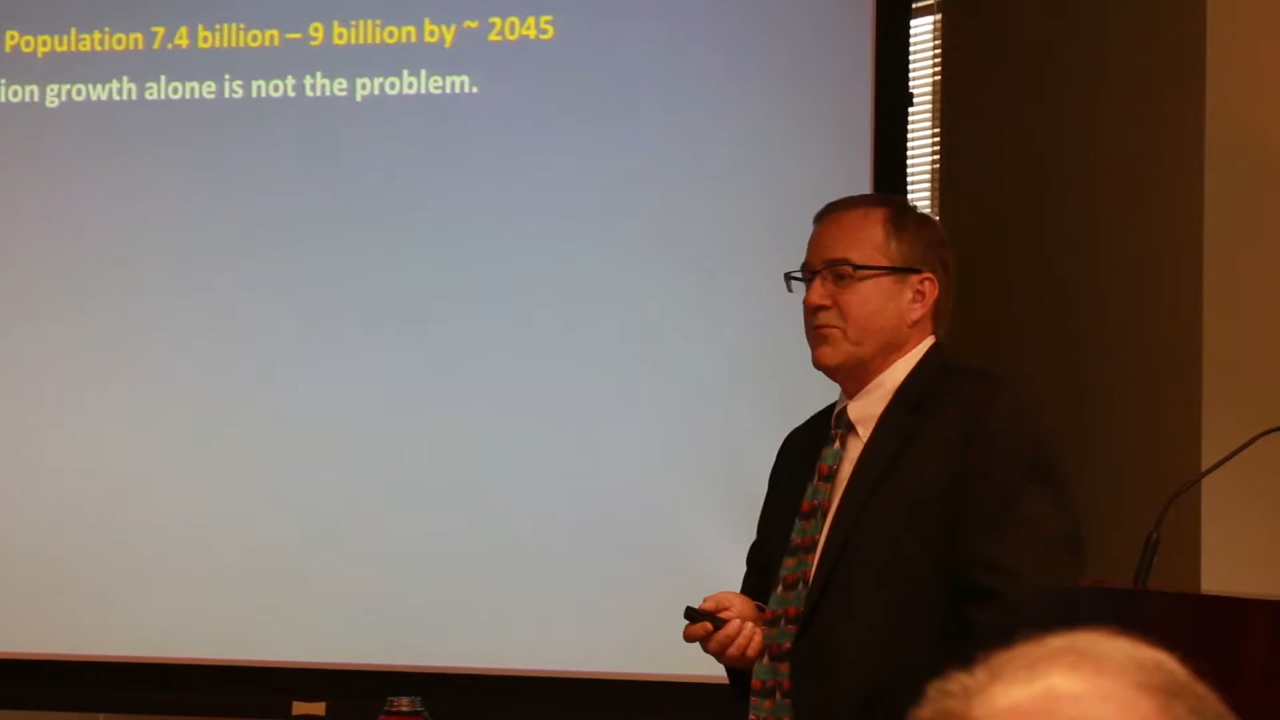 Population 7.4 billion – 9 billion by ~ 2045
ion growth alone is not the problem.